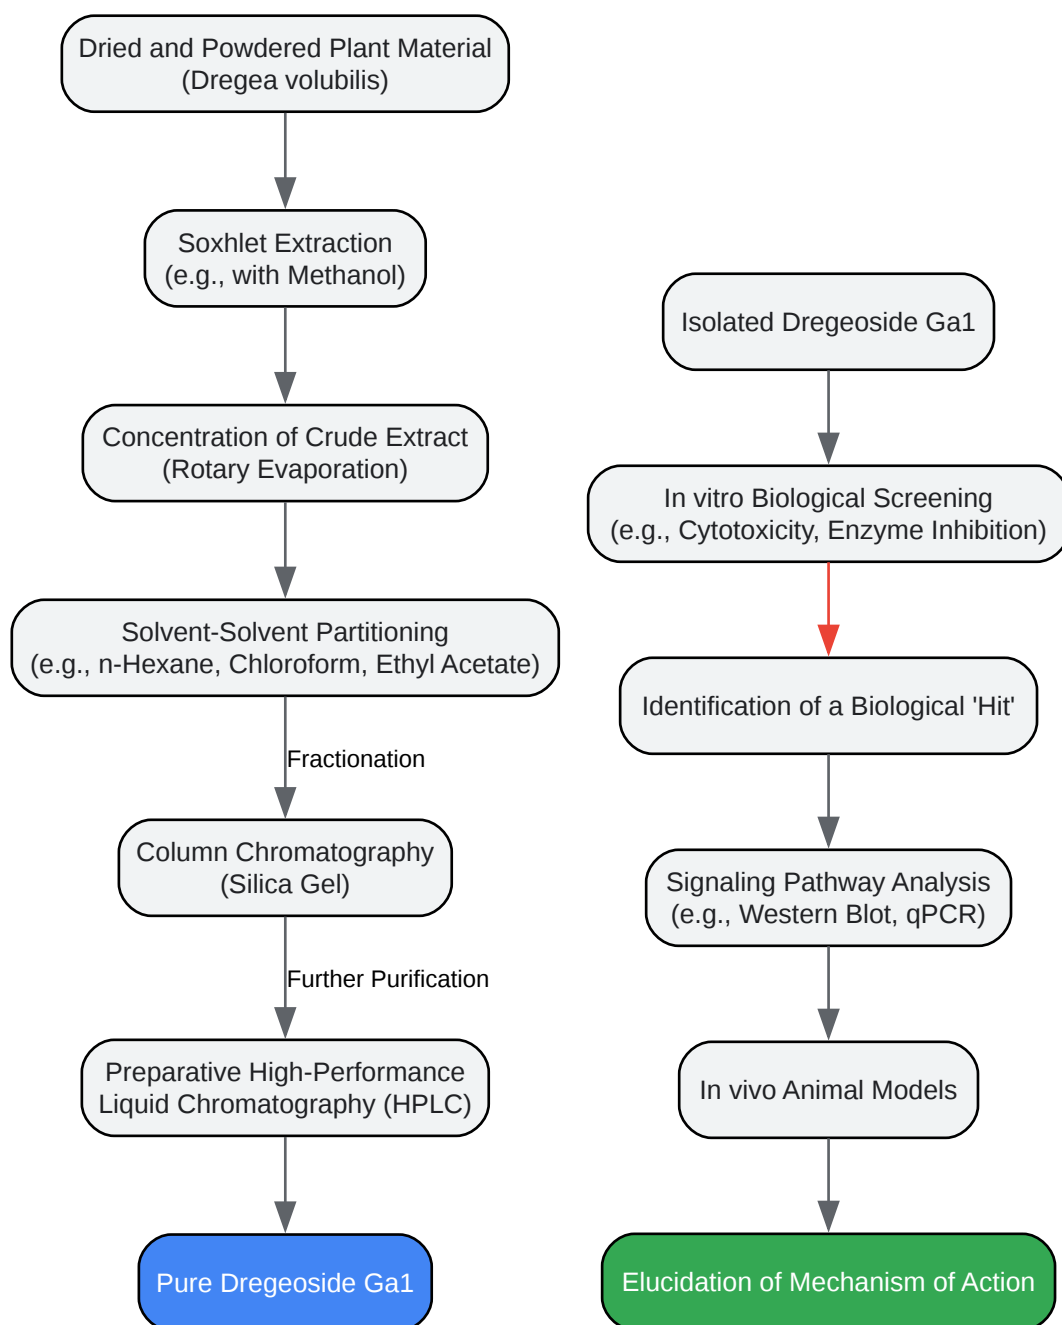 Dried and Powdered Plant Material
(Dregea volubilis)
Soxhlet Extraction
(e.g., with Methanol)
Concentration of Crude Extract
(Rotary Evaporation)
Solvent-Solvent Partitioning
(e.g., n-Hexane, Chloroform, Ethyl Acetate)
Fractionation
Column Chromatography
(Silica Gel)
Further Purification
Preparative High-Performance
Liquid Chromatography (HPLC)
Pure Dregeoside Ga1
Isolated Dregeoside Ga1
In vitro Biological Screening
(e.g., Cytotoxicity, Enzyme Inhibition)
Identification of a Biological 'Hit'
Signaling Pathway Analysis
(e.g., Western Blot, qPCR)
In vivo Animal Models
Elucidation of Mechanism of Action